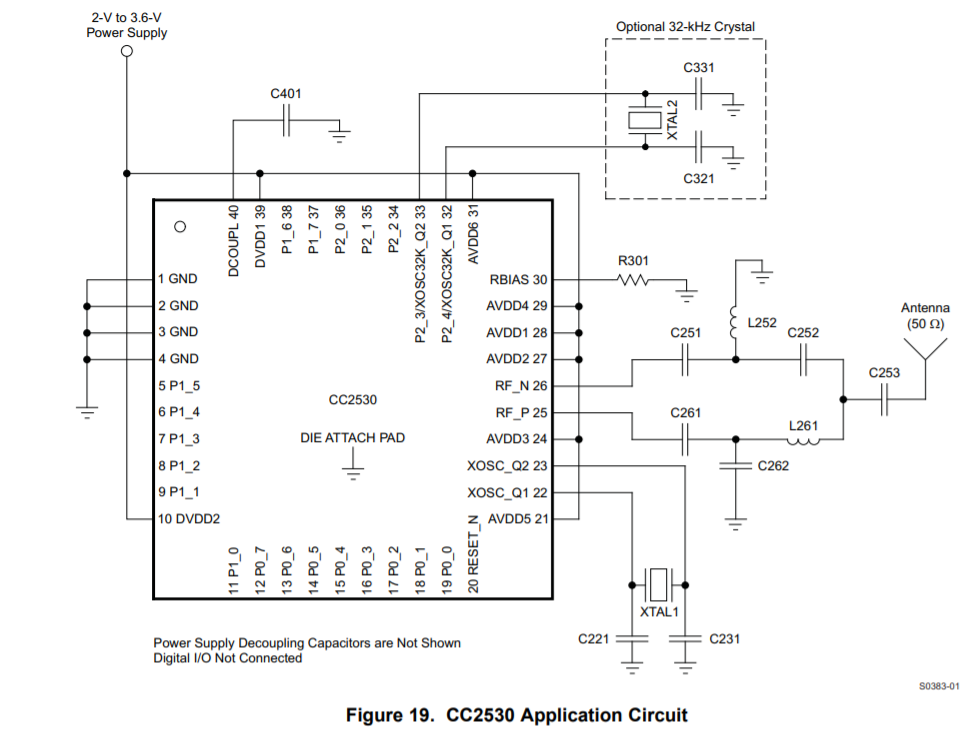 2-V to 3.6-V
Power Supply
Optional 32-kHz Crystal
C331
C401
XTAL2
C321
DCOUPL 40
DVDD1 39
P1_6 38
P1_7 37
P2_0 36
P2_1 35
P2_2 34
P2_3/XOSC32K_Q2 33
P2_4/XOSC32K_Q1 32
AVDD6 31
1 GND
2 GND
3 GND
4 GND
5 P1_5
6 P1_4
7 P1_3
8 P1_2
9 P1_1
10 DVDD2
CC2530
DIE ATTACH PAD
RBIAS 30
AVDD4 29
AVDD1 28
AVDD2 27
RF_N 26
RF_P 25
AVDD3 24
XOSC_Q2 23
XOSC_Q1 22
AVDD5 21
11 P1_0
12 P0_7
13 P0_6
14 P0_5
15 P0_4
16 P0_3
17 P0_2
18 P0_1
19 P0_0
20 RESET_N
R301
L252
C251
C252
Antenna
(50 Ω)
C253
C261
L261
C262
XTAL1
C221
C231
Power Supply Decoupling Capacitors are Not Shown
Digital I/O Not Connected
S0383-01
Figure 19. CC2530 Application Circuit